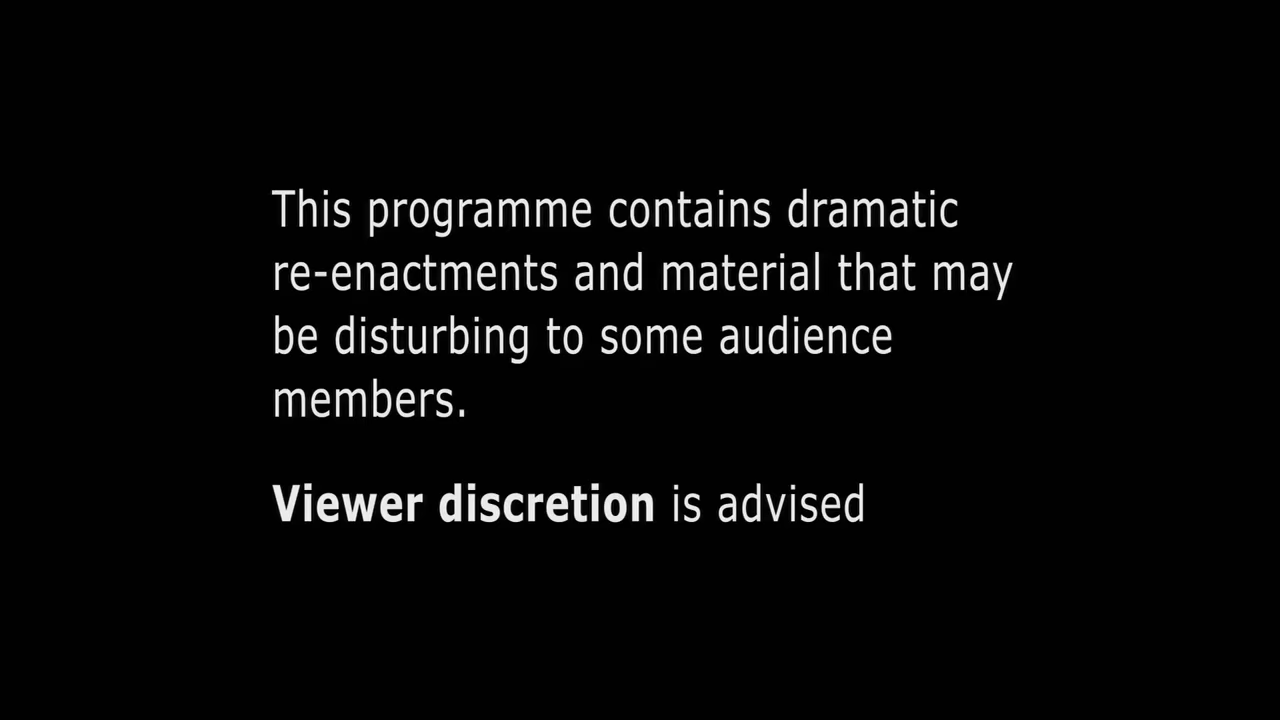 This programme contains dramatic
re-enactments and material that may
be disturbing to some audience
members.
Viewer discretion is advised